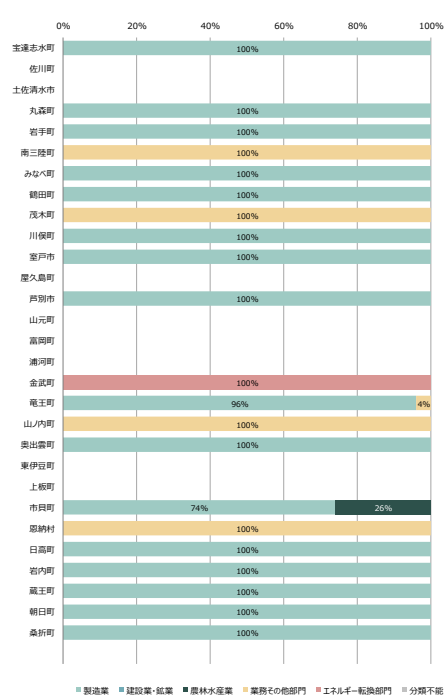 0% 20% 40% 60% 80% 100%
宝達志水町 100%
佐川町
土佐清水市
丸森町 100%
岩手町 100%
南三陸町 100%
みなべ町 100%
鶴田町 100%
茂木町 100%
川俣町 100%
室戸市 100%
屋久島町
芦別市 100%
山元町
富岡町
浦河町
金武町 100%
竜王町 96% 4%
山ノ内町 100%
奥出雲町 100%
東伊豆町
上板町
市貝町 74% 26%
恩納村 100%
日高町 100%
岩内町 100%
蔵王町 100%
朝日町 100%
桑折町 100%
製造業 建設業・鉱業 農林水産業 業務その他部門 エネルギー転換部門 分類不能